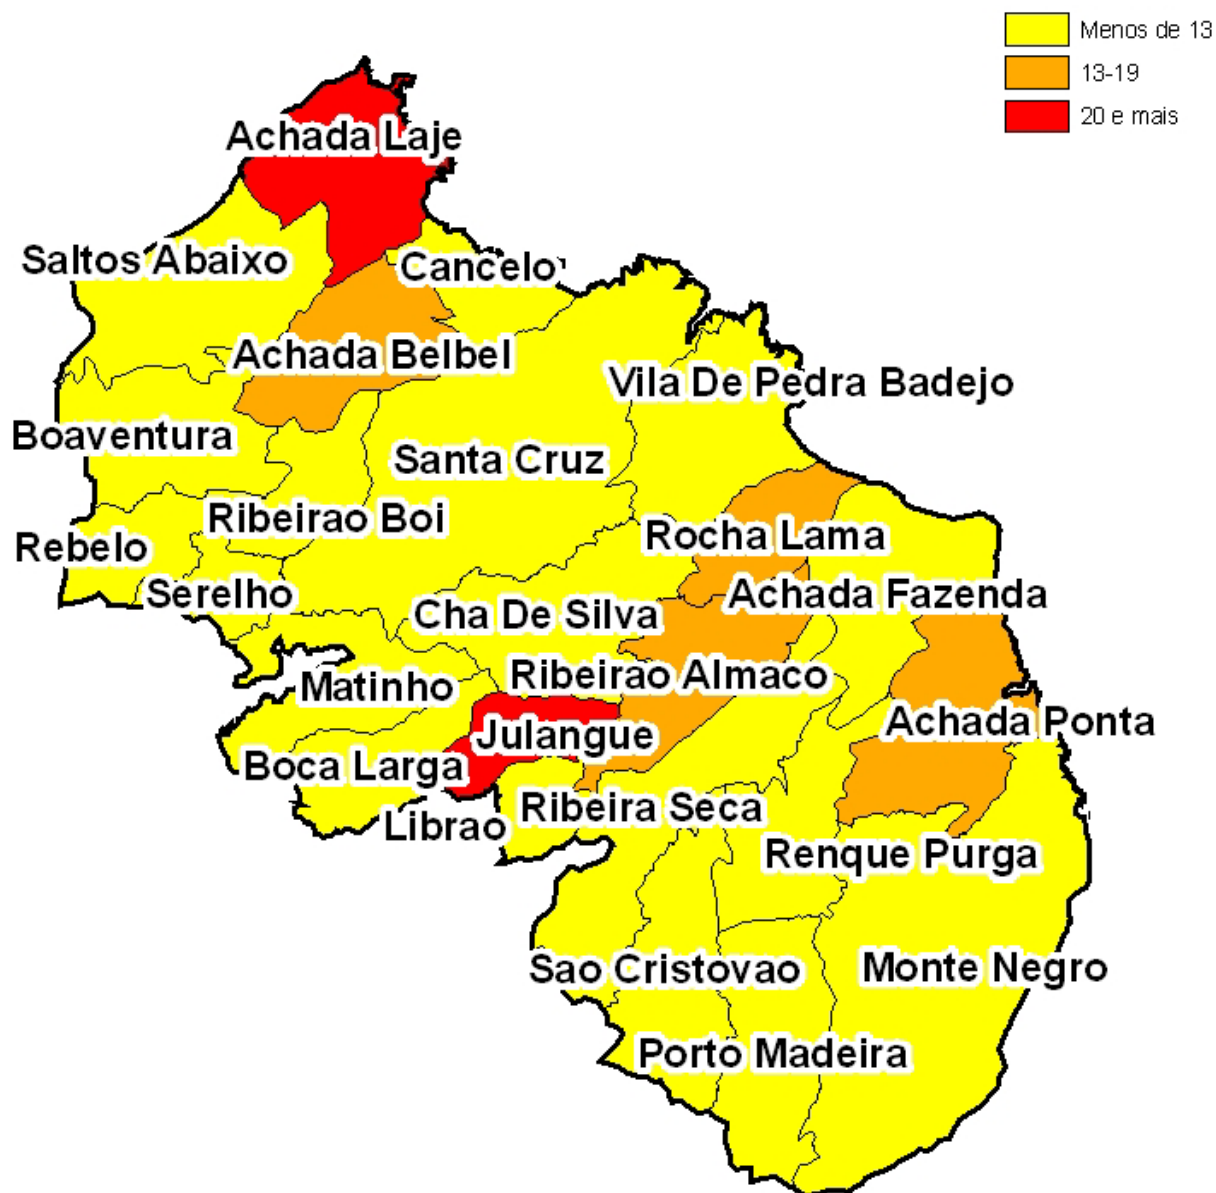 Menos de 13
13-19
20 e mais
Achada Laje
Saltos Abaixo
Cancelo
Achada Belbel
Vila De Pedra Badejo
Boaventura
Santa Cruz
Ribeirao Boi
Rocha Lama
Rebelo
Serelho
Achada Fazenda
Cha De Silva
Ribeirao Almaco
Matinho
Achada Ponta
Julangue
Boca Larga
Ribeira Seca
Librao
Renque Purga
Sao Cristovao
Monte Negro
Porto Madeira